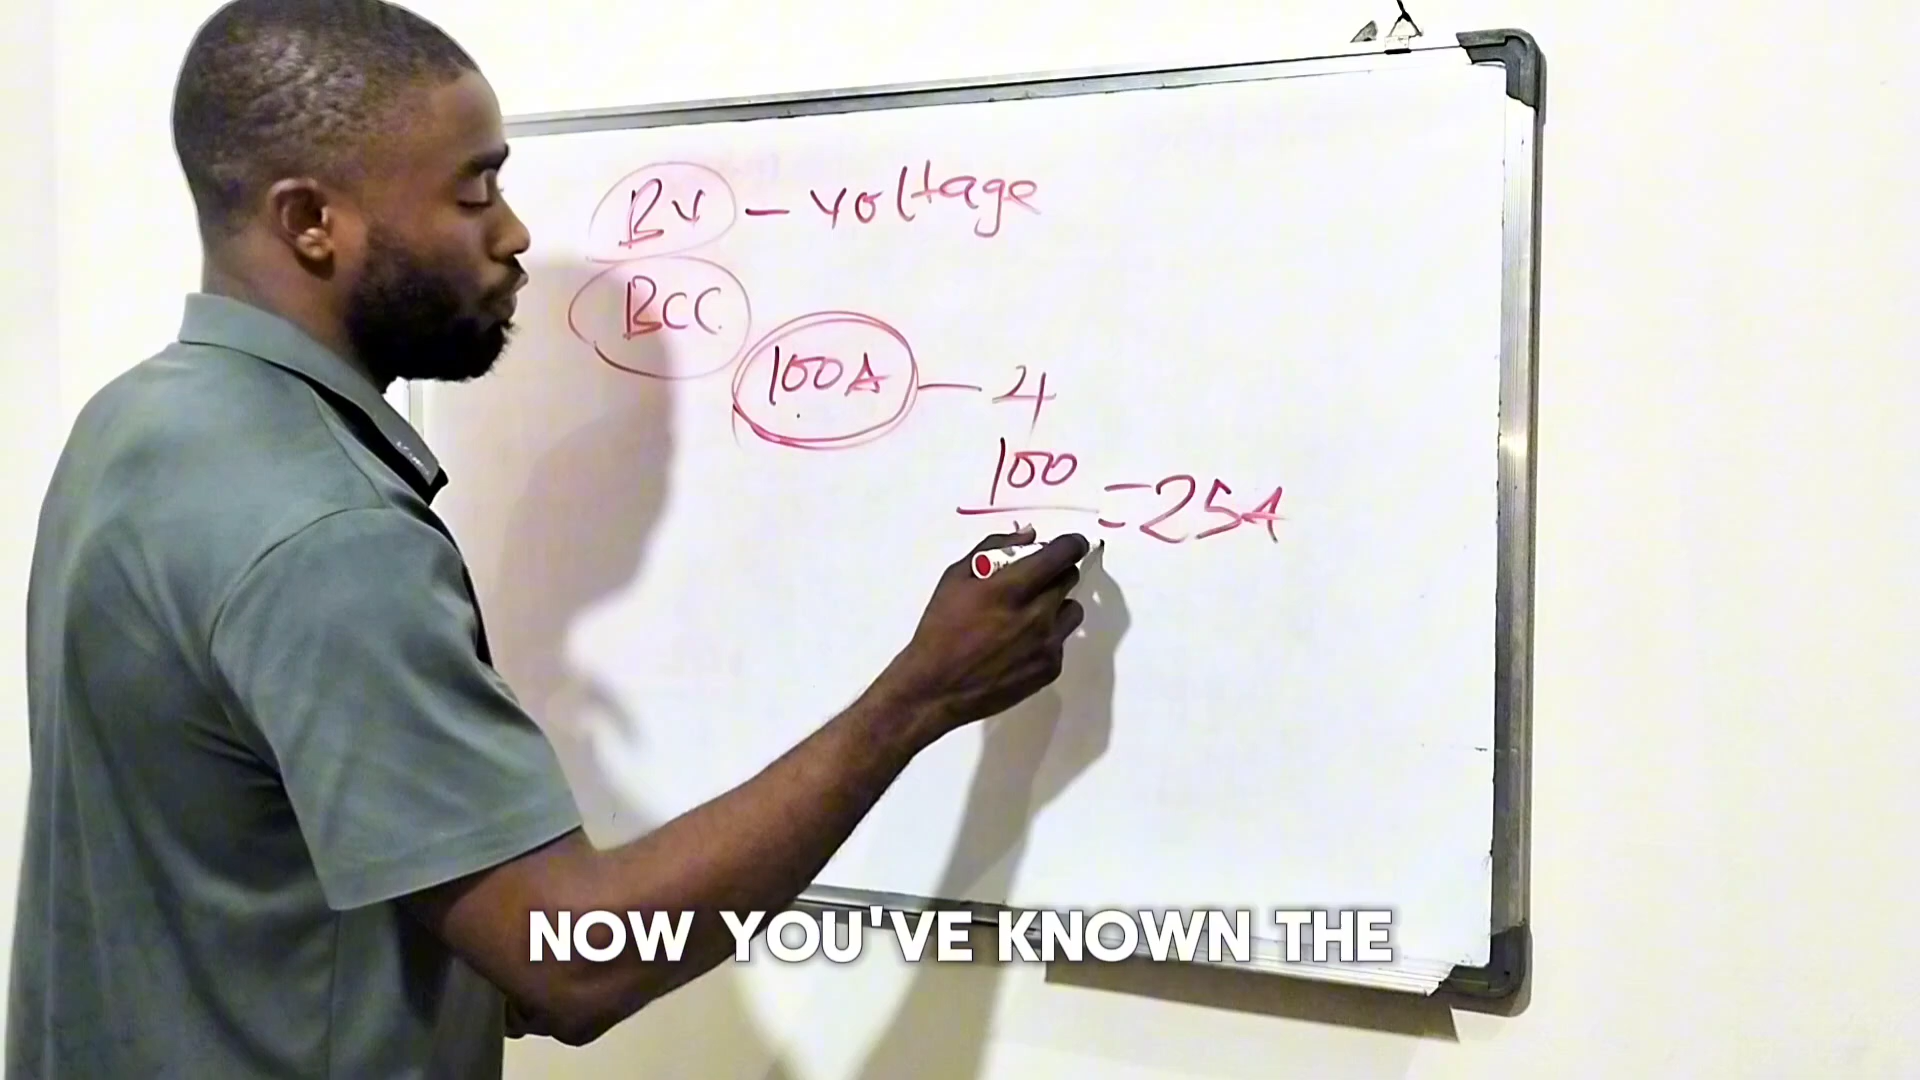 BV - voltage
BCC
100A - 4
100
= 25A
NOW YOU'VE KNOWN THE